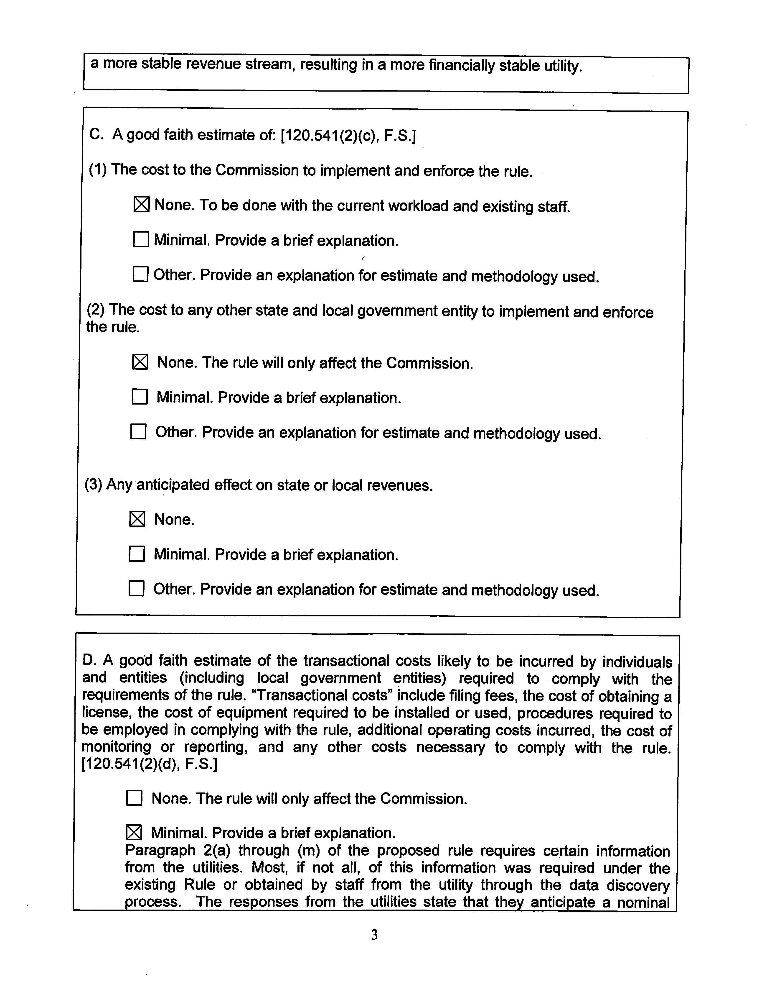 a more stable revenue stream, resulting in a more financially stable utility.
C. A good faith estimate of: [120.541(2)(c), F.S.]
(1) The cost to the Commission to implement and enforce the rule.
☒ None. To be done with the current workload and existing staff.
☐ Minimal. Provide a brief explanation.
☐ Other. Provide an explanation for estimate and methodology used.
(2) The cost to any other state and local government entity to implement and enforce
the rule.
☒ None. The rule will only affect the Commission.
☐ Minimal. Provide a brief explanation.
☐ Other. Provide an explanation for estimate and methodology used.
(3) Any anticipated effect on state or local revenues.
☒ None.
☐ Minimal. Provide a brief explanation.
☐ Other. Provide an explanation for estimate and methodology used.
D. A good faith estimate of the transactional costs likely to be incurred by individuals
and entities (including local government entities) required to comply with the
requirements of the rule. “Transactional costs” include filing fees, the cost of obtaining a
license, the cost of equipment required to be installed or used, procedures required to
be employed in complying with the rule, additional operating costs incurred, the cost of
monitoring or reporting, and any other costs necessary to comply with the rule.
[120.541(2)(d), F.S.]
☐ None. The rule will only affect the Commission.
☒ Minimal. Provide a brief explanation.
Paragraph 2(a) through (m) of the proposed rule requires certain information
from the utilities. Most, if not all, of this information was required under the
existing Rule or obtained by staff from the utility through the data discovery
process. The responses from the utilities state that they anticipate a nominal
3